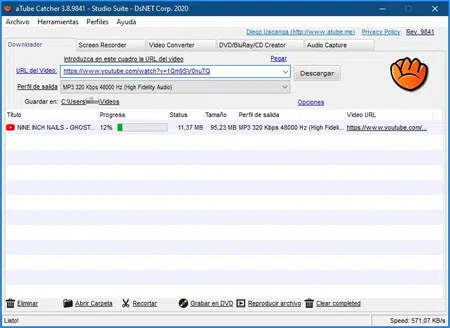 aTube Catcher 3.8.9841 - Studio Suite - DsNET Corp. 2020
Archivo Herramientas Perfiles Ayuda
Diego Uscanga (http://www.atube.me) Privacy Policy Rev. 9841
Downloader Screen Recorder Video Converter DVD/BluRay/CD Creator Audio Capture
Introduzca en este cuadro la URL del video: Pegar
URL del Video: https://www.youtube.com/watch?v=1Qm9SV0nuTQ Descargar
Perfil de salida MP3 320 Kbps 48000 Hz (High Fidelity Audio)
Guardar en: C:\Users\ \Videos Opciones
Titulo Progress Status Tamaño Perfil de salida Video URL
NINE INCH NAILS - GHOST... 12% 11,37 MB 95,23 MB MP3 320 Kbps 48000 Hz (High Fideli... https://www.youtube.com/...
Eliminar Abrir Carpeta Recortar Grabar en DVD Reproducir archivo Clear completed
Listo! Speed: 571,07 KB/s